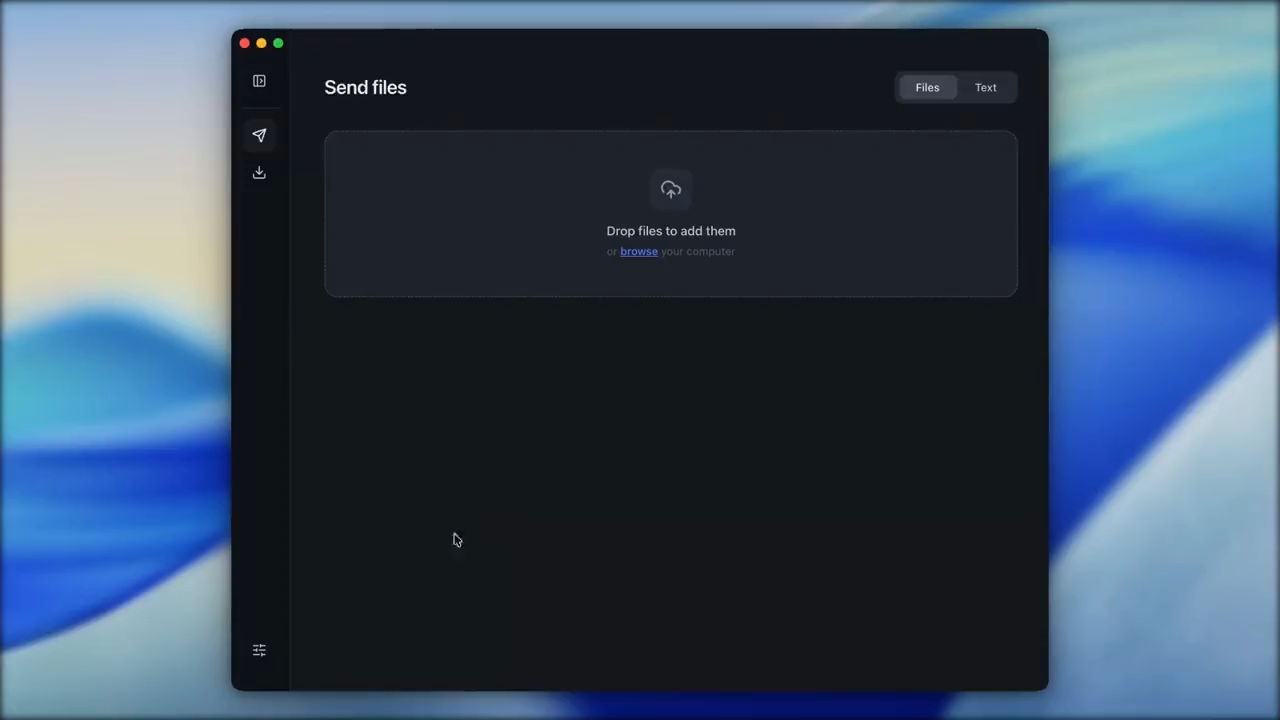 Send files
Files
Text
Drop files to add them
or browse your computer